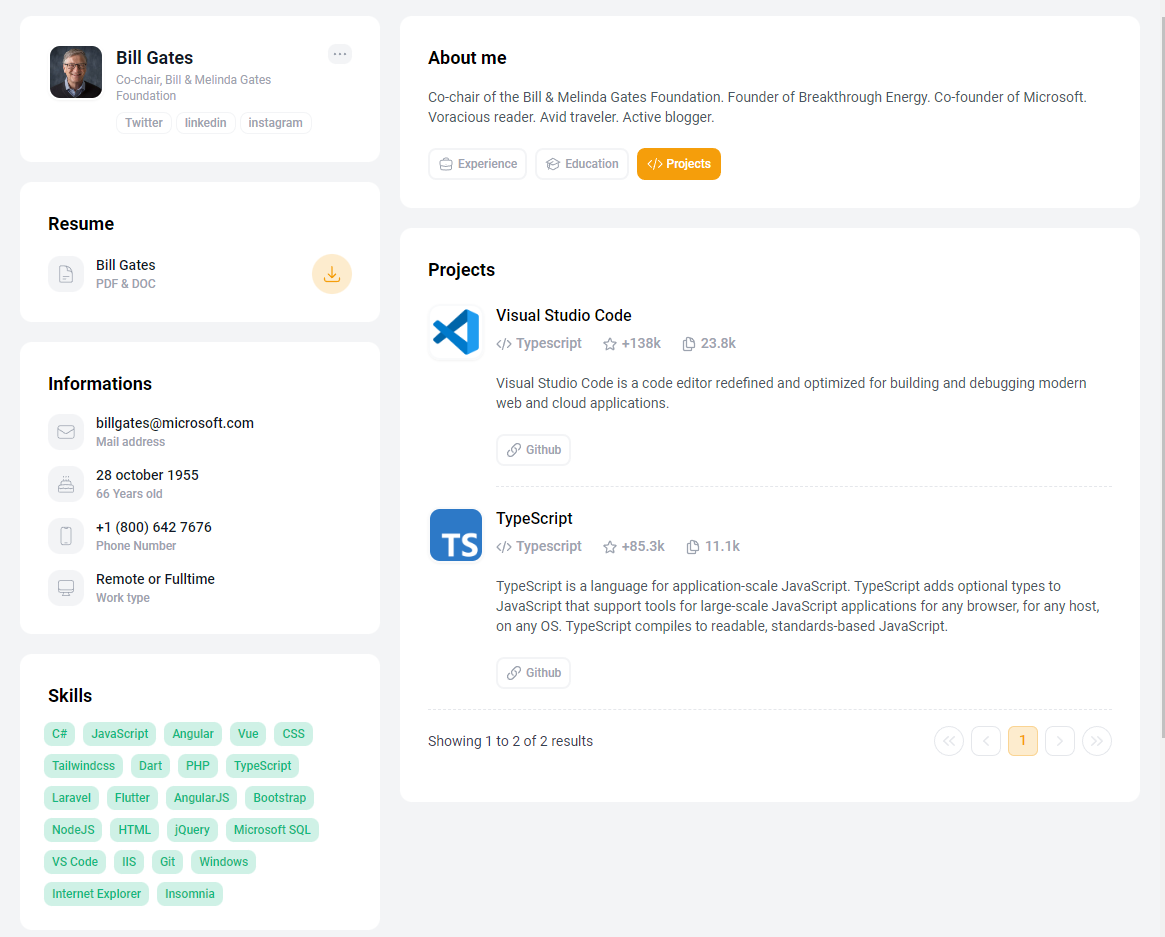 Bill Gates
Co-chair, Bill & Melinda Gates
Foundation
Twitter linkedin instagram
Resume
Bill Gates
PDF & DOC
Informations
billgates@microsoft.com
Mail address
28 october 1955
66 Years old
+1 (800) 642 7676
Phone Number
Remote or Fulltime
Work type
Skills
C# JavaScript Angular Vue CSS
Tailwindcss Dart PHP TypeScript
Laravel Flutter AngularJS Bootstrap
NodeJS HTML jQuery Microsoft SQL
VS Code IIS Git Windows
Internet Explorer Insomnia
About me
Co-chair of the Bill & Melinda Gates Foundation. Founder of Breakthrough Energy. Co-founder of Microsoft.
Voracious reader. Avid traveler. Active blogger.
Experience Education Projects
Projects
Visual Studio Code
Typescript +138k 23.8k
Visual Studio Code is a code editor redefined and optimized for building and debugging modern
web and cloud applications.
Github
TS
TypeScript
Typescript +85.3k 11.1k
TypeScript is a language for application-scale JavaScript. TypeScript adds optional types to
JavaScript that support tools for large-scale JavaScript applications for any browser, for any host,
on any OS. TypeScript compiles to readable, standards-based JavaScript.
Github
Showing 1 to 2 of 2 results
1